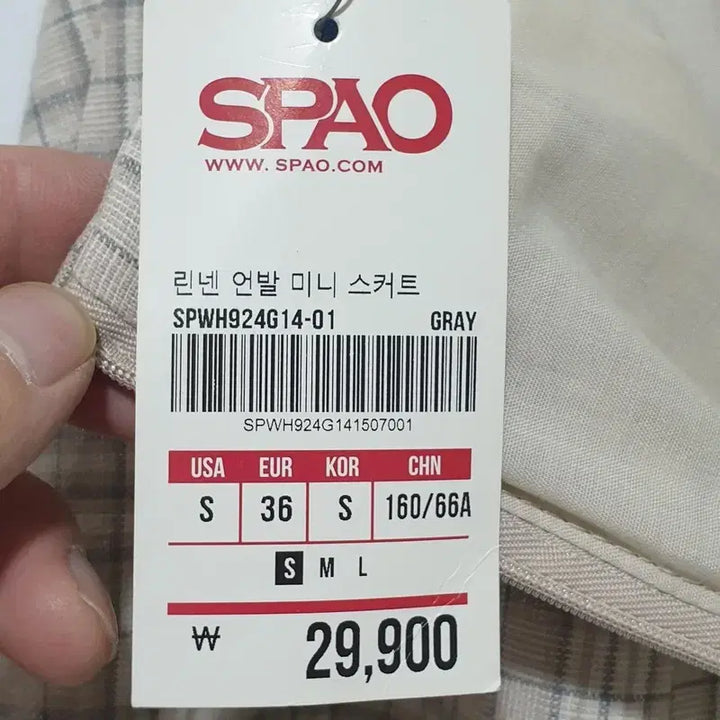 SPAO
WWW. SPAO.COM
린넨 언발 미니 스커트
SPWH924G14-01 GRAY
SPWH924G141507001
USA EUR KOR CHN
S 36 S 160/66A
S M L
₩ 29,900